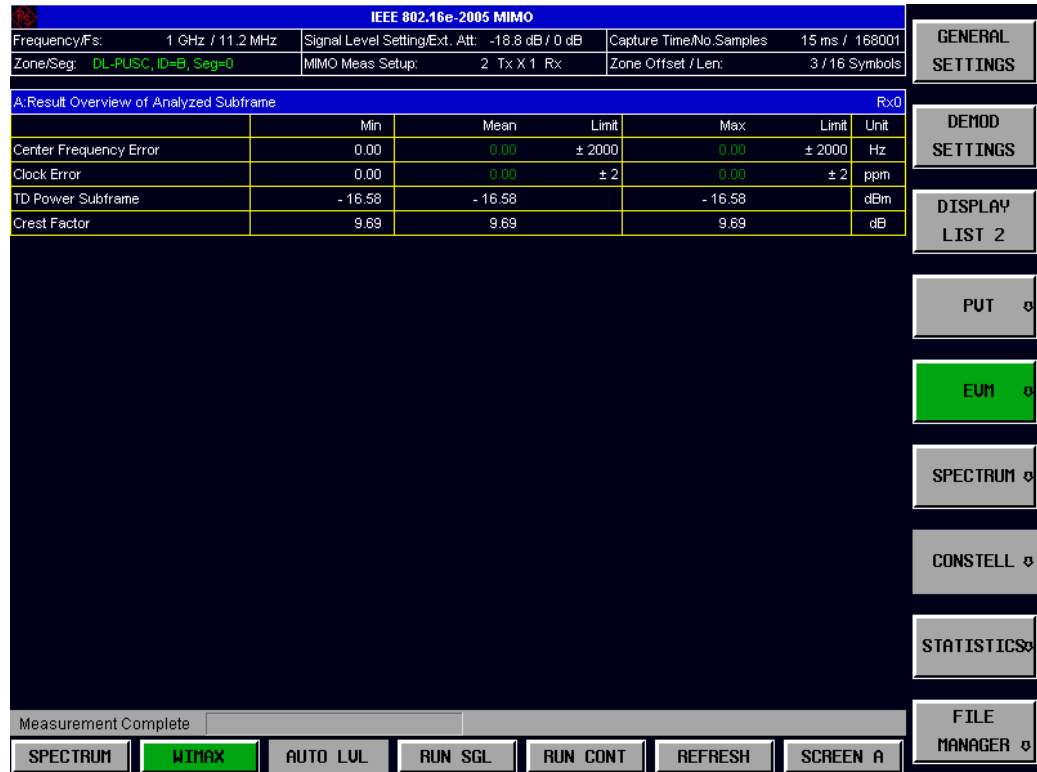 IEEE 802.16e-2005 MIMO
Frequency/Fs: 1 GHz / 11.2 MHz Signal Level Setting/Ext. Att: -18.8 dB / 0 dB Capture Time/No.Samples 15 ms / 168001
Zone/Seg: DL-PUSC, ID=B, Seg=0 MIMO Meas Setup: 2 Tx X 1 Rx Zone Offset / Len: 3 / 16 Symbols
A:Result Overview of Analyzed Subframe Rx0
Min Mean Limit Max Limit Unit
Center Frequency Error 0.00 0.00 ± 2000 0.00 ± 2000 Hz
Clock Error 0.00 0.00 ± 2 0.00 ± 2 ppm
TD Power Subframe - 16.58 - 16.58 - 16.58 dBm
Crest Factor 9.69 9.69 9.69 dB
Measurement Complete
SPECTRUM WIMAX AUTO LVL RUN SGL RUN CONT REFRESH SCREEN A
GENERAL
SETTINGS
DEMOD
SETTINGS
DISPLAY
LIST 2
PVT
EVM
SPECTRUM
CONSTELL
STATISTICS
FILE
MANAGER